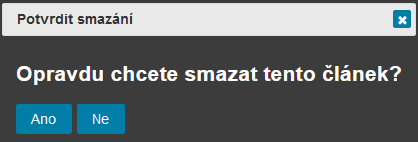 Potvrdit smazání
Opravdu chcete smazat tento článek?
Ano Ne